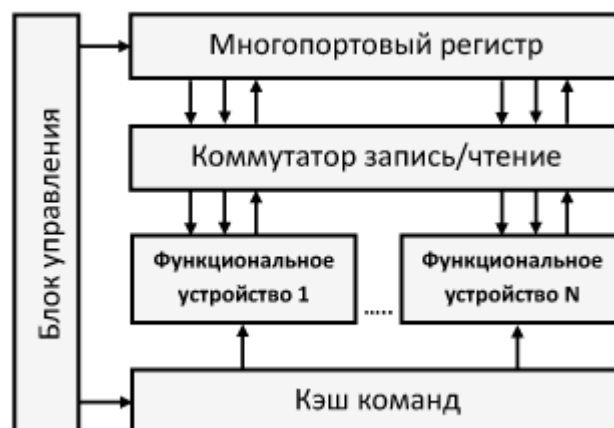 Блок управления
Многопортовый регистр
Коммутатор запись/чтение
Функциональное
устройство 1
.....
Функциональное
устройство N
Кэш команд